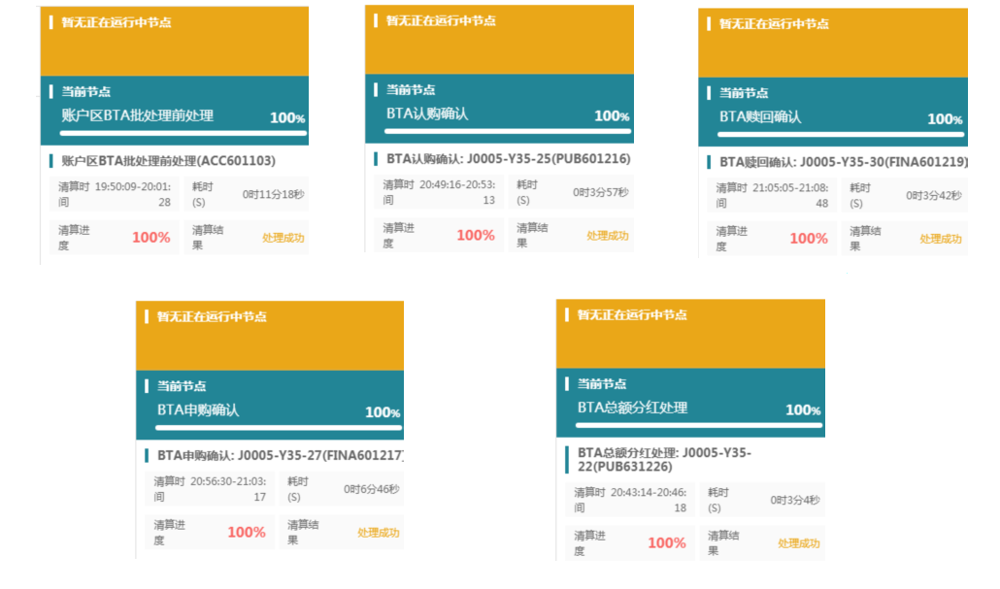 暂无正在运行中节点
当前节点
账户区BTA批处理前处理
100%
账户区BTA批处理前处理(ACC601103)
清算时间
19:50:09-20:01:28
耗时(S)
0时11分18秒
清算进度
100%
清算结果
处理成功
暂无正在运行中节点
当前节点
BTA认购确认
100%
BTA认购确认: J0005-Y35-25(PUB601216)
清算时间
20:49:16-20:53:13
耗时(S)
0时3分57秒
清算进度
100%
清算结果
处理成功
暂无正在运行中节点
当前节点
BTA赎回确认
100%
BTA赎回确认: J0005-Y35-30(FINA601219)
清算时间
21:05:05-21:08:48
耗时(S)
0时3分42秒
清算进度
100%
清算结果
处理成功
暂无正在运行中节点
当前节点
BTA申购确认
100%
BTA申购确认: J0005-Y35-27(FINA601217)
清算时间
20:56:30-21:03:17
耗时(S)
0时6分46秒
清算进度
100%
清算结果
处理成功
暂无正在运行中节点
当前节点
BTA总额分红处理
100%
BTA总额分红处理: J0005-Y35-
22(PUB631226)
清算时间
20:43:14-20:46:18
耗时(S)
0时3分4秒
清算进度
100%
清算结果
处理成功